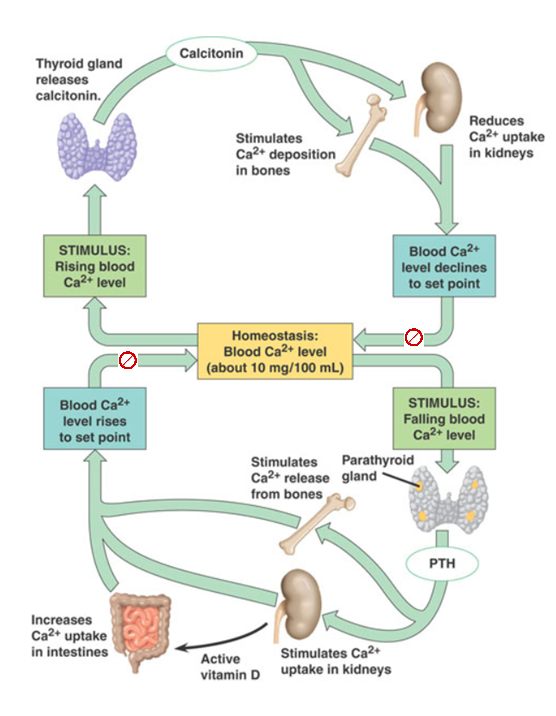 Calcitonin
Thyroid gland
releases
calcitonin.
Stimulates
Ca2+ deposition
in bones
Reduces
Ca2+ uptake
in kidneys
STIMULUS:
Rising blood
Ca2+ level
Blood Ca2+
level declines
to set point
Homeostasis:
Blood Ca2+ level
(about 10 mg/100 mL)
Blood Ca2+
level rises
to set point
STIMULUS:
Falling blood
Ca2+ level
Stimulates
Ca2+ release
from bones
Parathyroid
gland
PTH
Increases
Ca2+ uptake
in intestines
Active
vitamin D
Stimulates Ca2+
uptake in kidneys